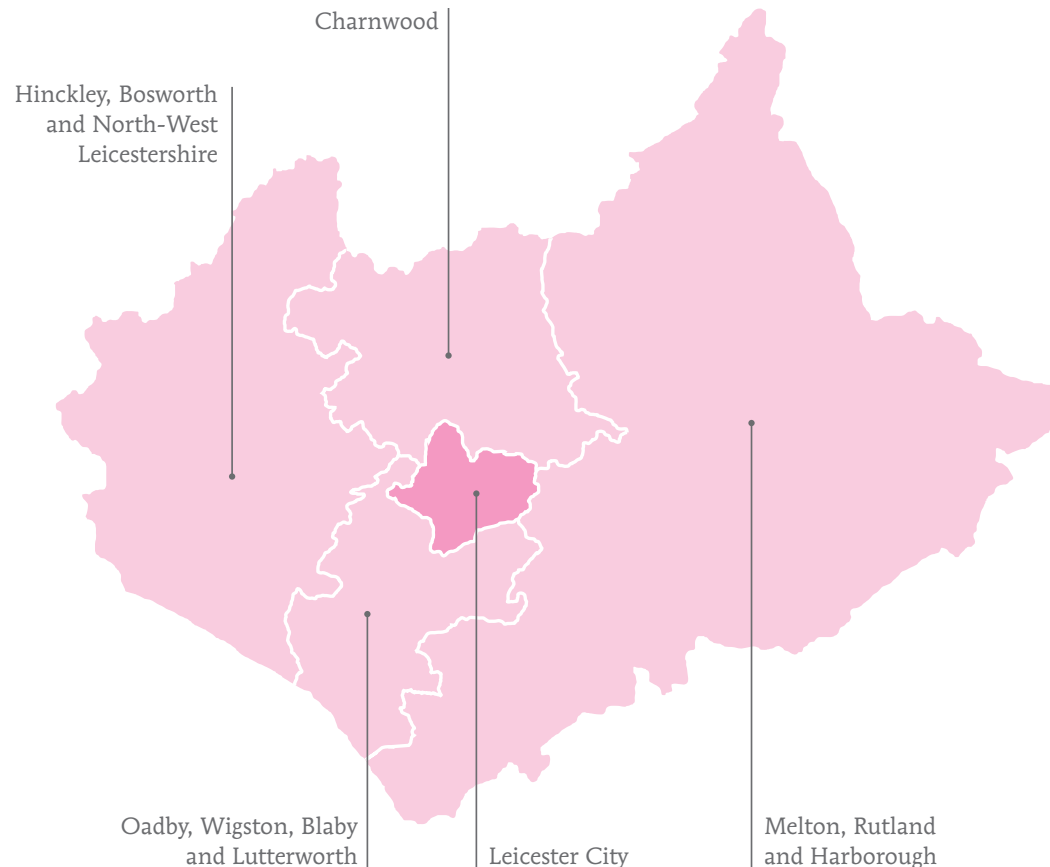 Charnwood
Hinckley, Bosworth
and North-West
Leicestershire
Oadby, Wigston, Blaby
and Lutterworth
Leicester City
Melton, Rutland
and Harborough